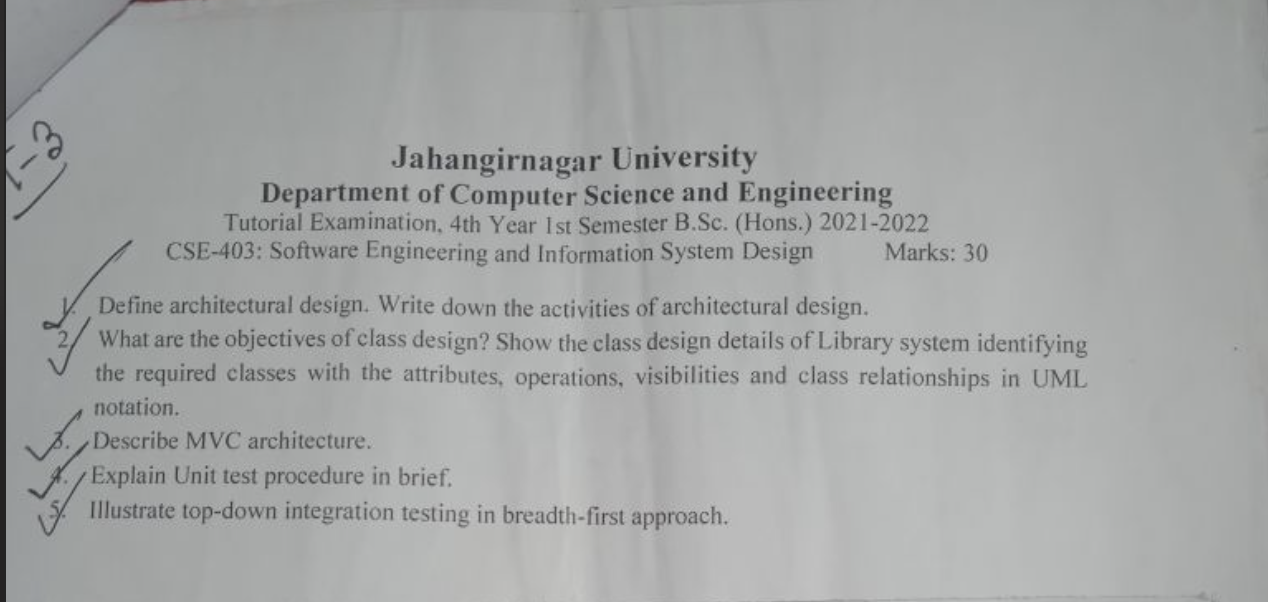 T-3
Jahangirnagar University
Department of Computer Science and Engineering
Tutorial Examination, 4th Year 1st Semester B.Sc. (Hons.) 2021-2022
CSE-403: Software Engineering and Information System Design Marks: 30
1. Define architectural design. Write down the activities of architectural design.
2. What are the objectives of class design? Show the class design details of Library system identifying
the required classes with the attributes, operations, visibilities and class relationships in UML
notation.
3. Describe MVC architecture.
4. Explain Unit test procedure in brief.
5. Illustrate top-down integration testing in breadth-first approach.